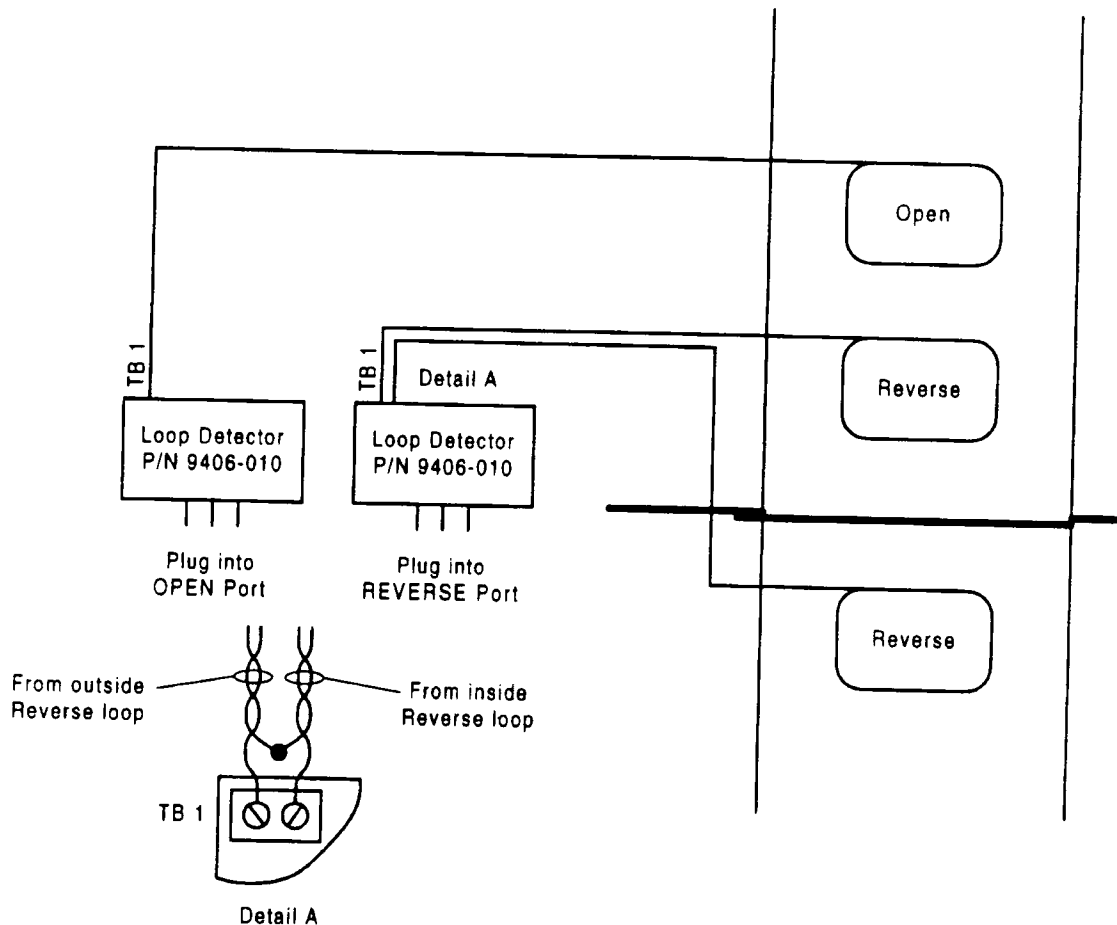 Open
TB 1
TB 1
Detail A
Reverse
Loop Detector
P/N 9406-010
Loop Detector
P/N 9406-010
Plug into
OPEN Port
Plug into
REVERSE Port
Reverse
From outside
Reverse loop
From inside
Reverse loop
TB 1
Detail A